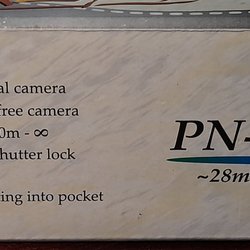 al camera
free camera
0m - ∞
hutter lock
ing into pocket
PN-
~28m